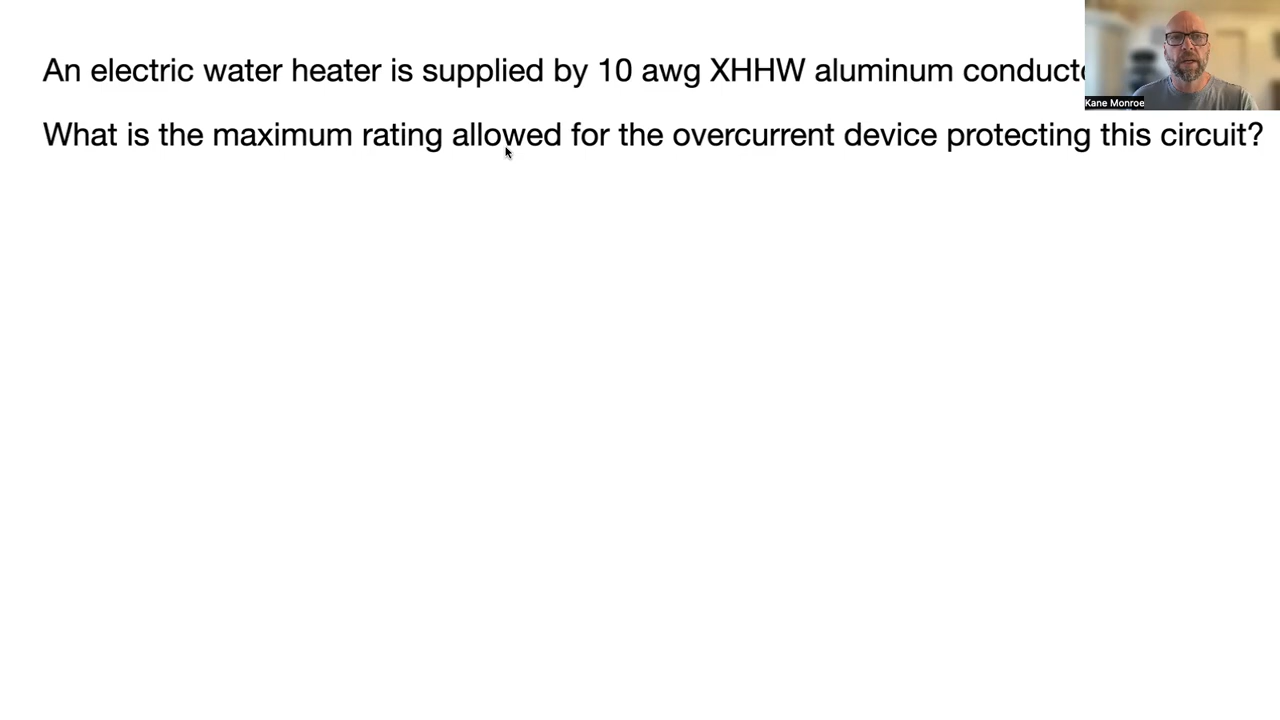 An electric water heater is supplied by 10 awg XHHW aluminum
Kane Monroe
What is the maximum rating allowed for the overcurrent device protecting this circuit?